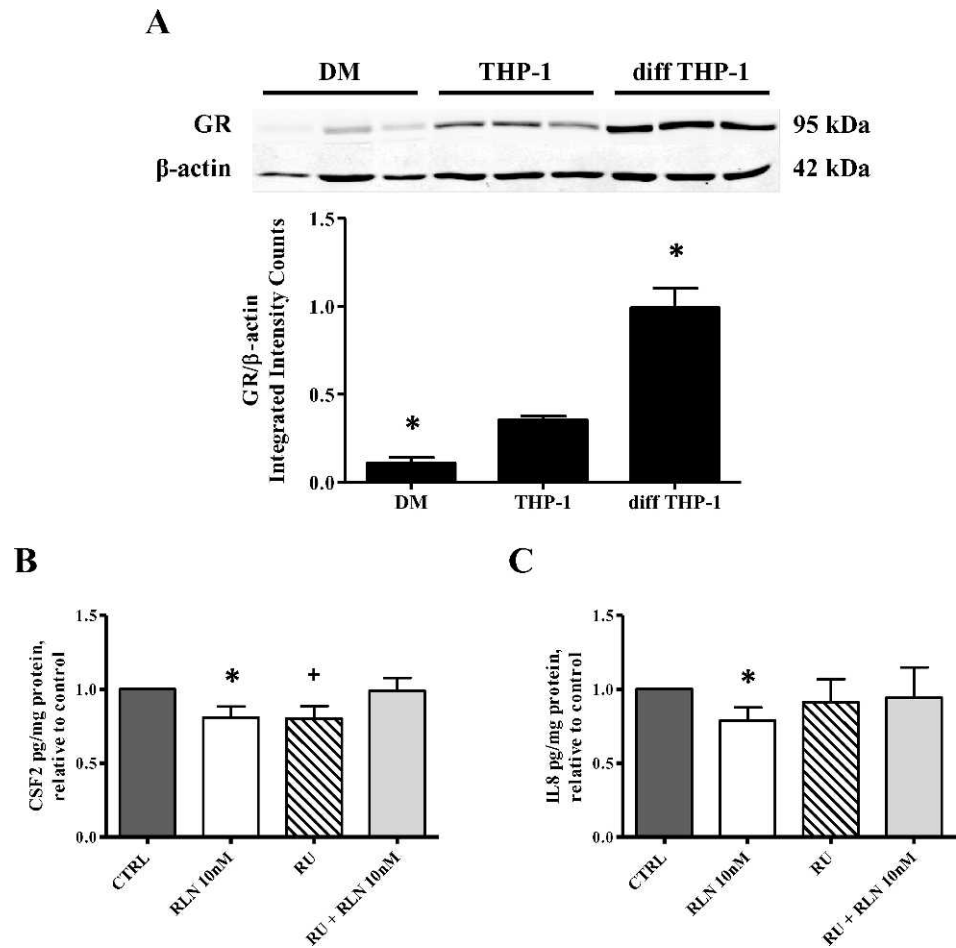 A
DM THP-1 diff THP-1
GR 95 kDa
β-actin 42 kDa
GR/β-actin
Integrated Intensity Counts
1.5
1.0
0.5
0.0
*
*
DM THP-1 diff THP-1
B
CSF2 pg/mg protein,
relative to control
1.5
1.0
0.5
0.0
*
+
CTRL
RLN 10nM
RU
RU + RLN 10nM
C
IL8 pg/mg protein,
relative to control
1.5
1.0
0.5
0.0
*
CTRL
RLN 10nM
RU
RU + RLN 10nM